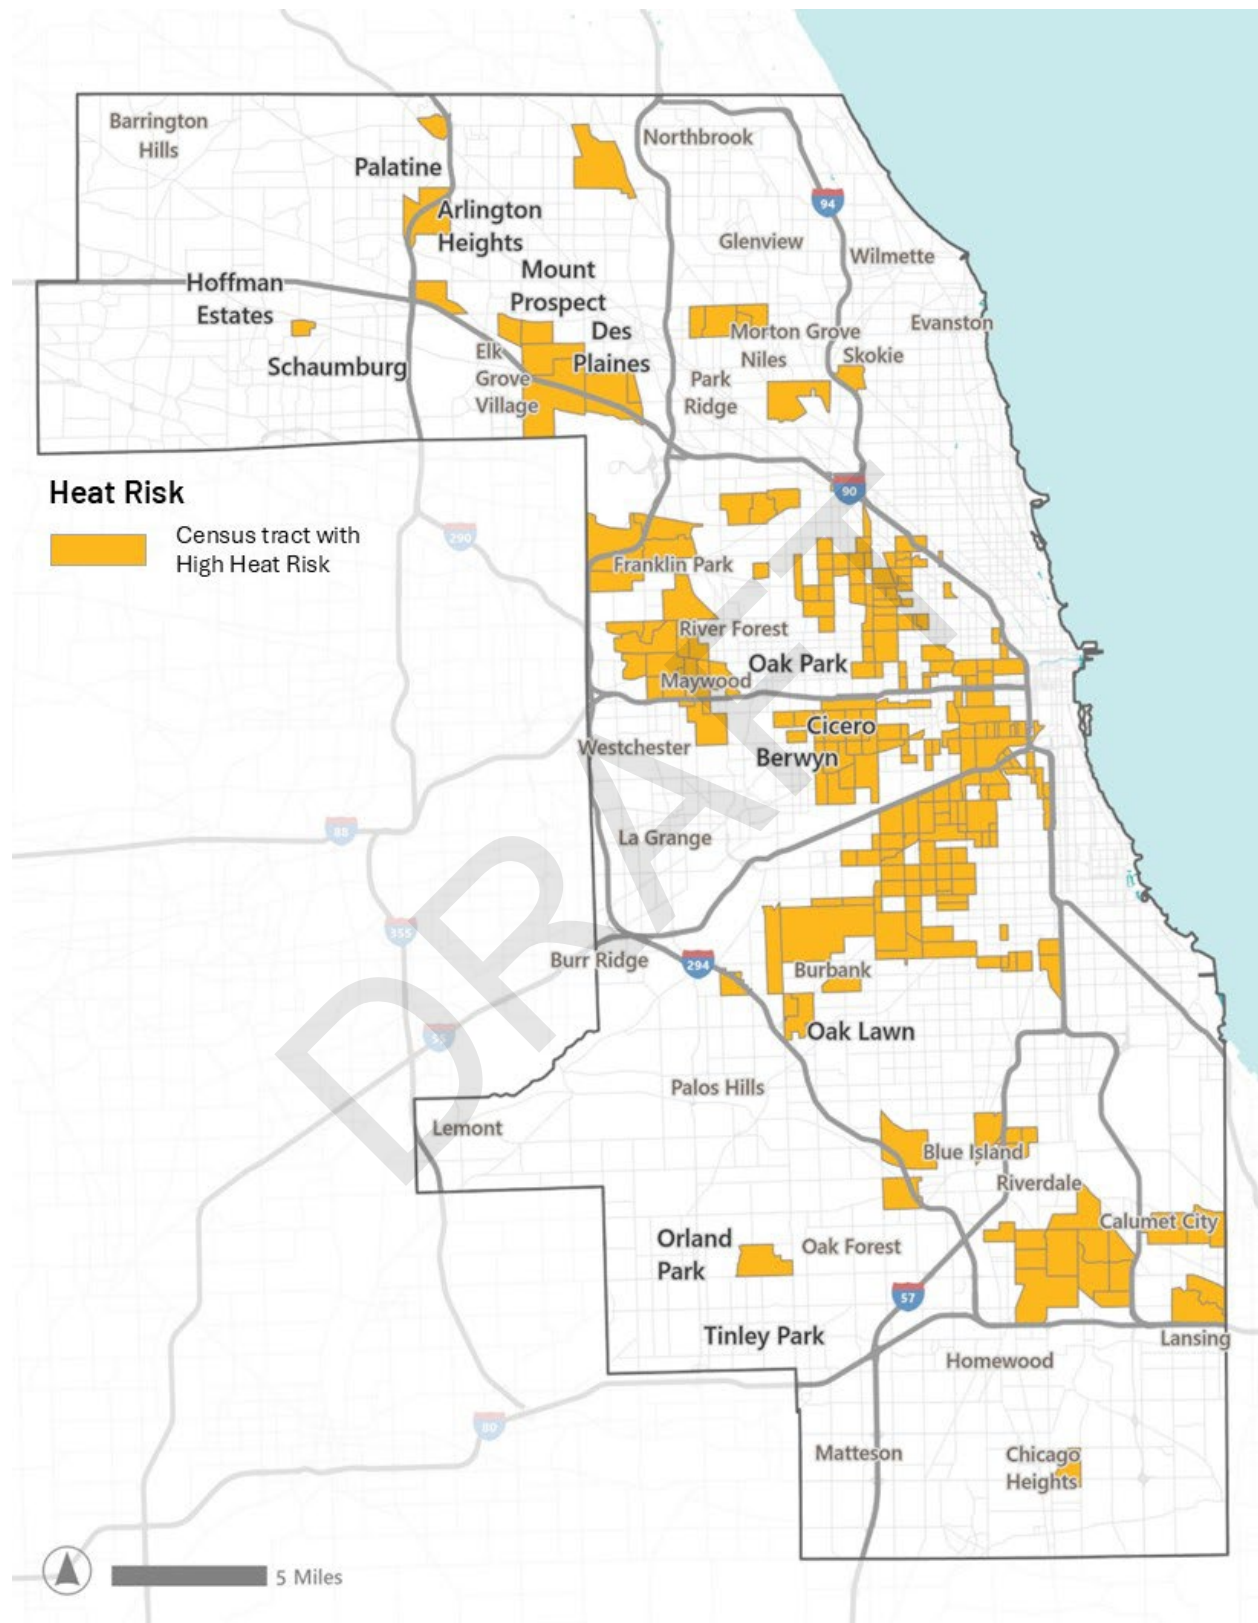 Barrington
Hills
Northbrook
Palatine
94
Arlington
Heights
Glenview
Wilmette
Mount
Prospect
Hoffman
Estates
Des
Plaines
Morton Grove
Evanston
Niles
Skokie
Elk
Grove
Village
Schaumburg
Park
Ridge
90
Heat Risk
Census tract with
High Heat Risk
290
Franklin Park
River Forest
Oak Park
Maywood
Cicero
Westchester
Berwyn
88
La Grange
355
Burr Ridge
294
Burbank
55
Oak Lawn
Palos Hills
Lemont
Blue Island
Riverdale
Calumet City
Orland
Park
Oak Forest
57
Tinley Park
Lansing
Homewood
80
Matteson
Chicago
Heights
5 Miles
DRAFT